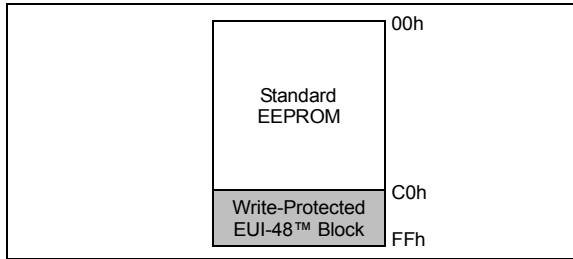 00h
Standard
EEPROM
C0h
Write-Protected
EUI-48™ Block
FFh